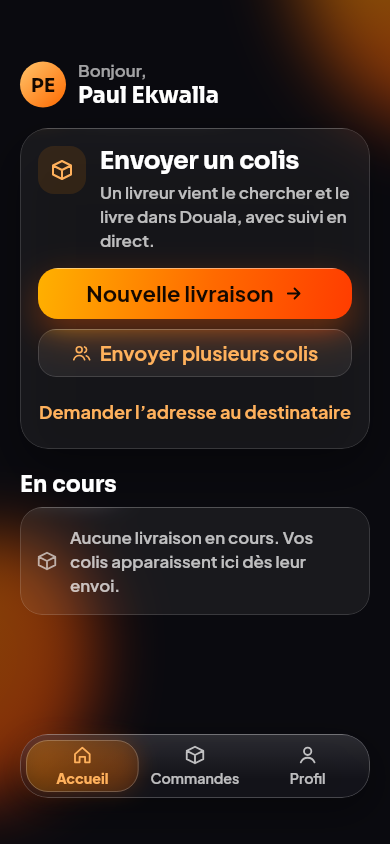 PE
Bonjour,
Paul Ekwalla
Envoyer un colis
Un livreur vient le chercher et le
livre dans Douala, avec suivi en
direct.
Nouvelle livraison →
Envoyer plusieurs colis
Demander l’adresse au destinataire
En cours
Aucune livraison en cours. Vos
colis apparaissent ici dès leur
envoi.
Accueil
Commandes
Profil